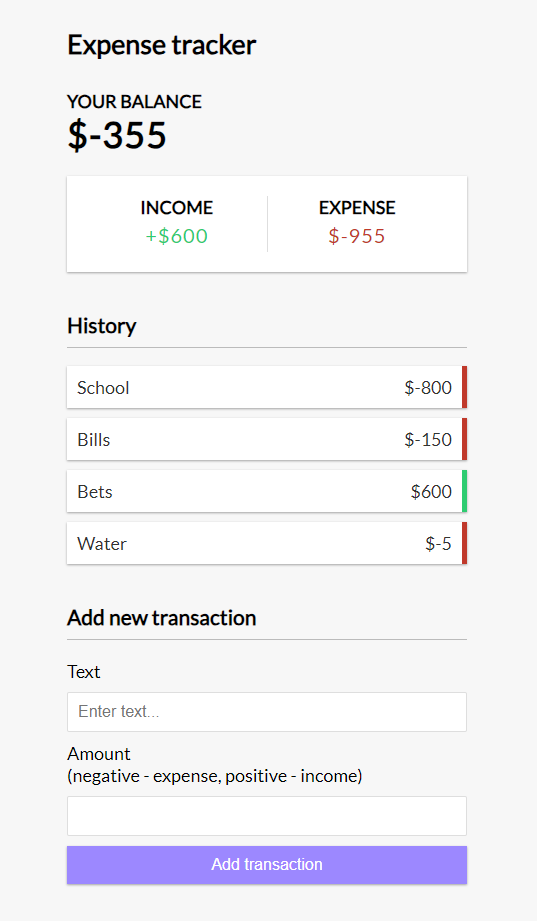 Expense tracker
YOUR BALANCE
$-355
INCOME EXPENSE
+$600 $-955
History
School $-800
Bills $-150
Bets $600
Water $-5
Add new transaction
Text
Enter text...
Amount
(negative - expense, positive - income)
Add transaction